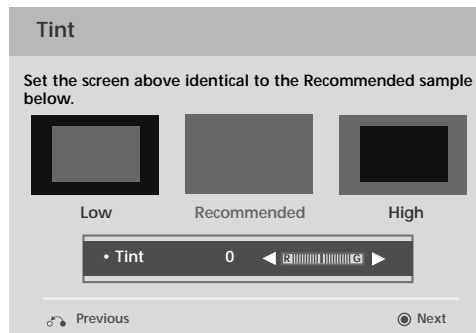 Tint
Set the screen above identical to the Recommended sample
below.
Low Recommended High
• Tint 0 R G
Previous Next